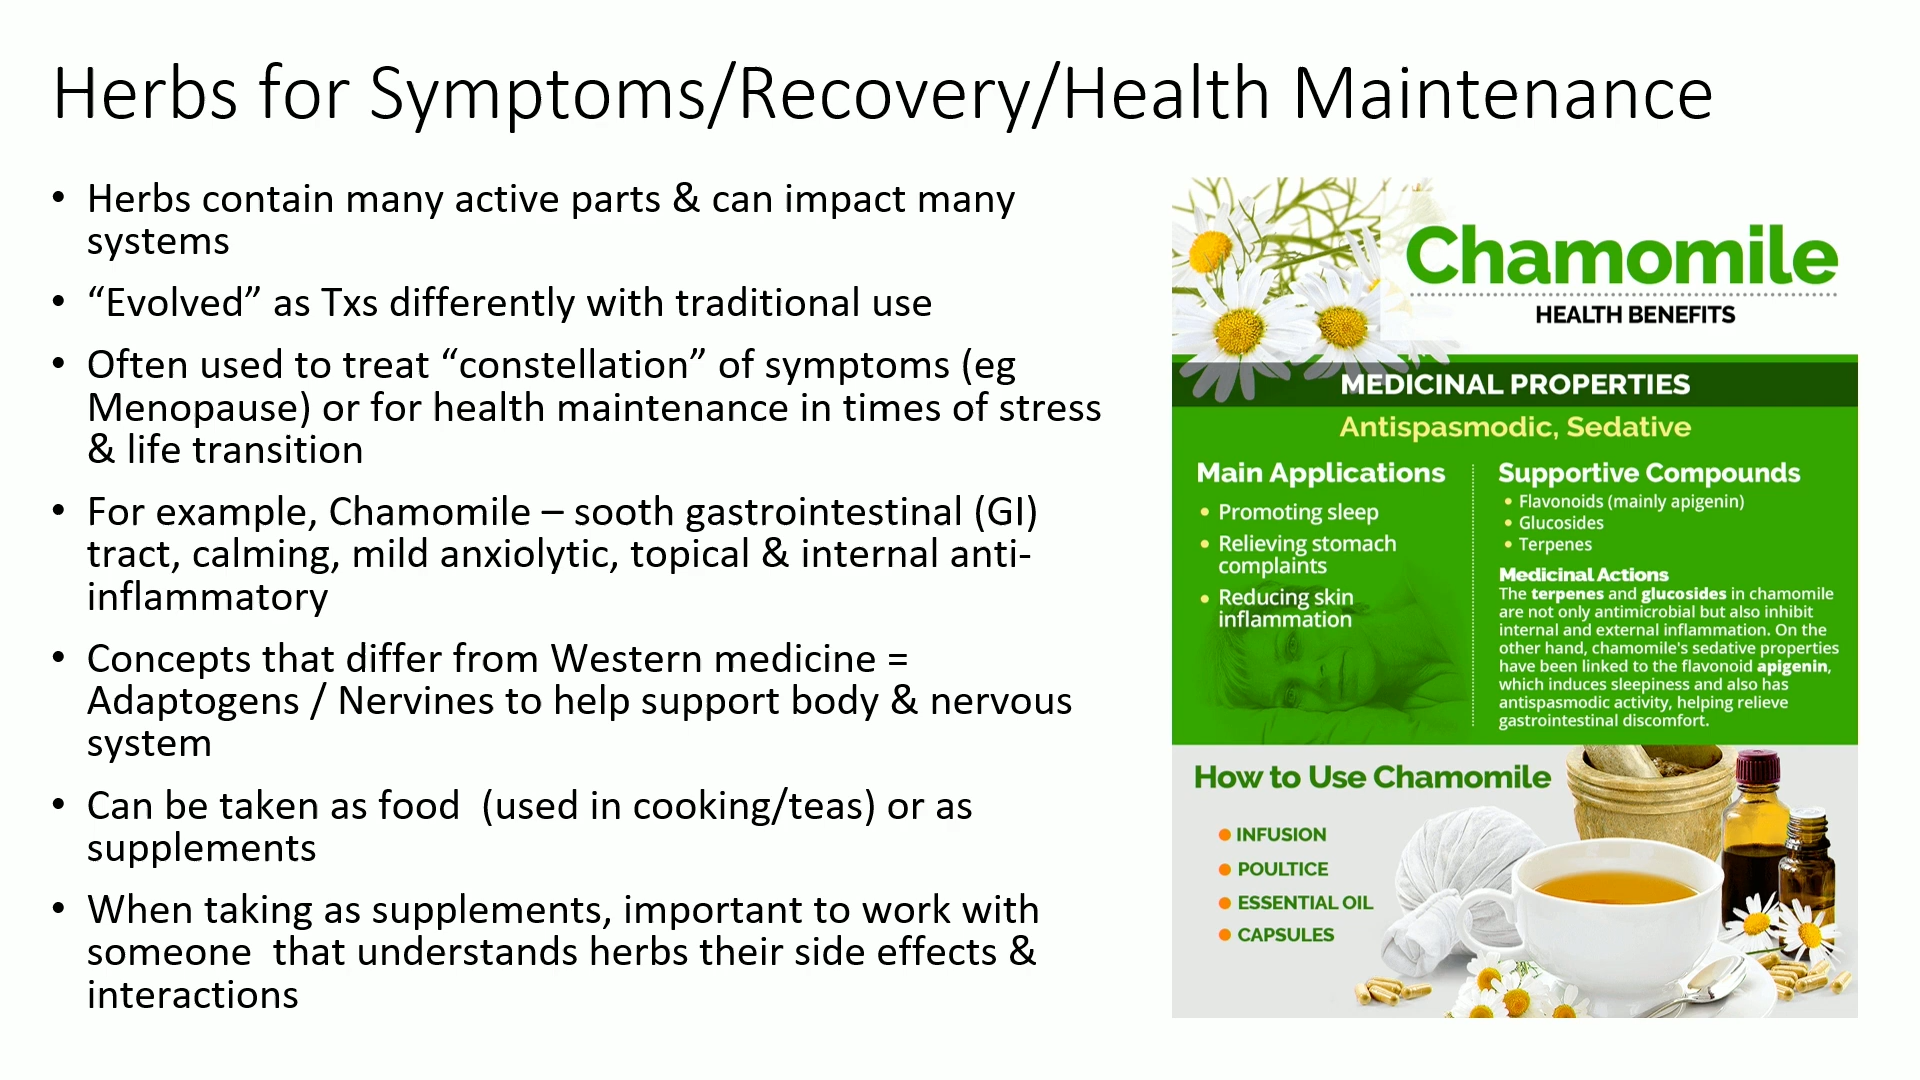 Herbs for Symptoms/Recovery/Health Maintenance
• Herbs contain many active parts & can impact many
systems
• “Evolved” as Txs differently with traditional use
• Often used to treat “constellation” of symptoms (eg
Menopause) or for health maintenance in times of stress
& life transition
• For example, Chamomile – sooth gastrointestinal (GI)
tract, calming, mild anxiolytic, topical & internal anti-
inflammatory
• Concepts that differ from Western medicine =
Adaptogens / Nervines to help support body & nervous
system
• Can be taken as food  (used in cooking/teas) or as
supplements
• When taking as supplements, important to work with
someone  that understands herbs their side effects &
interactions
Chamomile
HEALTH BENEFITS
MEDICINAL PROPERTIES
Antispasmodic, Sedative
Main Applications
• Promoting sleep
• Relieving stomach
complaints
• Reducing skin
inflammation
Supportive Compounds
• Flavonoids (mainly apigenin)
• Glucosides
• Terpenes
Medicinal Actions
The terpenes and glucosides in chamomile
are not only antimicrobial but also inhibit
internal and external inflammation. On the
other hand, chamomile's sedative properties
have been linked to the flavonoid apigenin,
which induces sleepiness and also has
antispasmodic activity, helping relieve
gastrointestinal discomfort.
How to Use Chamomile
• INFUSION
• POULTICE
• ESSENTIAL OIL
• CAPSULES